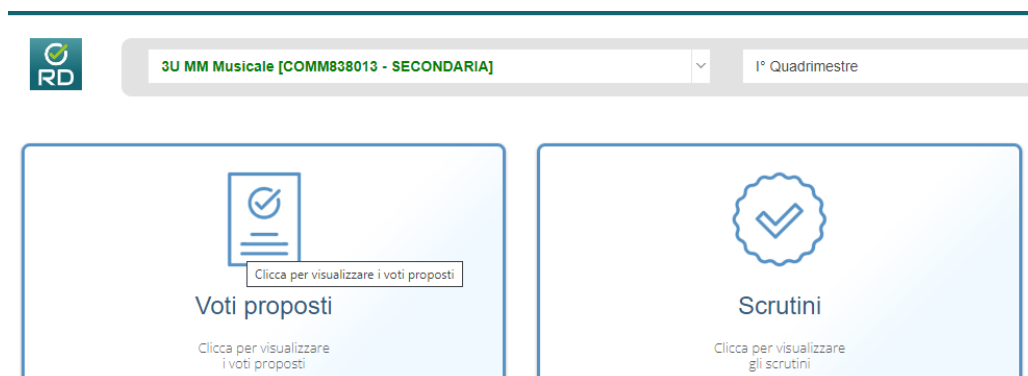 RD
3U MM Musicale [COMM838013 - SECONDARIA]
I° Quadrimestre
Clicca per visualizzare i voti proposti
Voti proposti
Clicca per visualizzare
i voti proposti
Scrutini
Clicca per visualizzare
gli scrutini